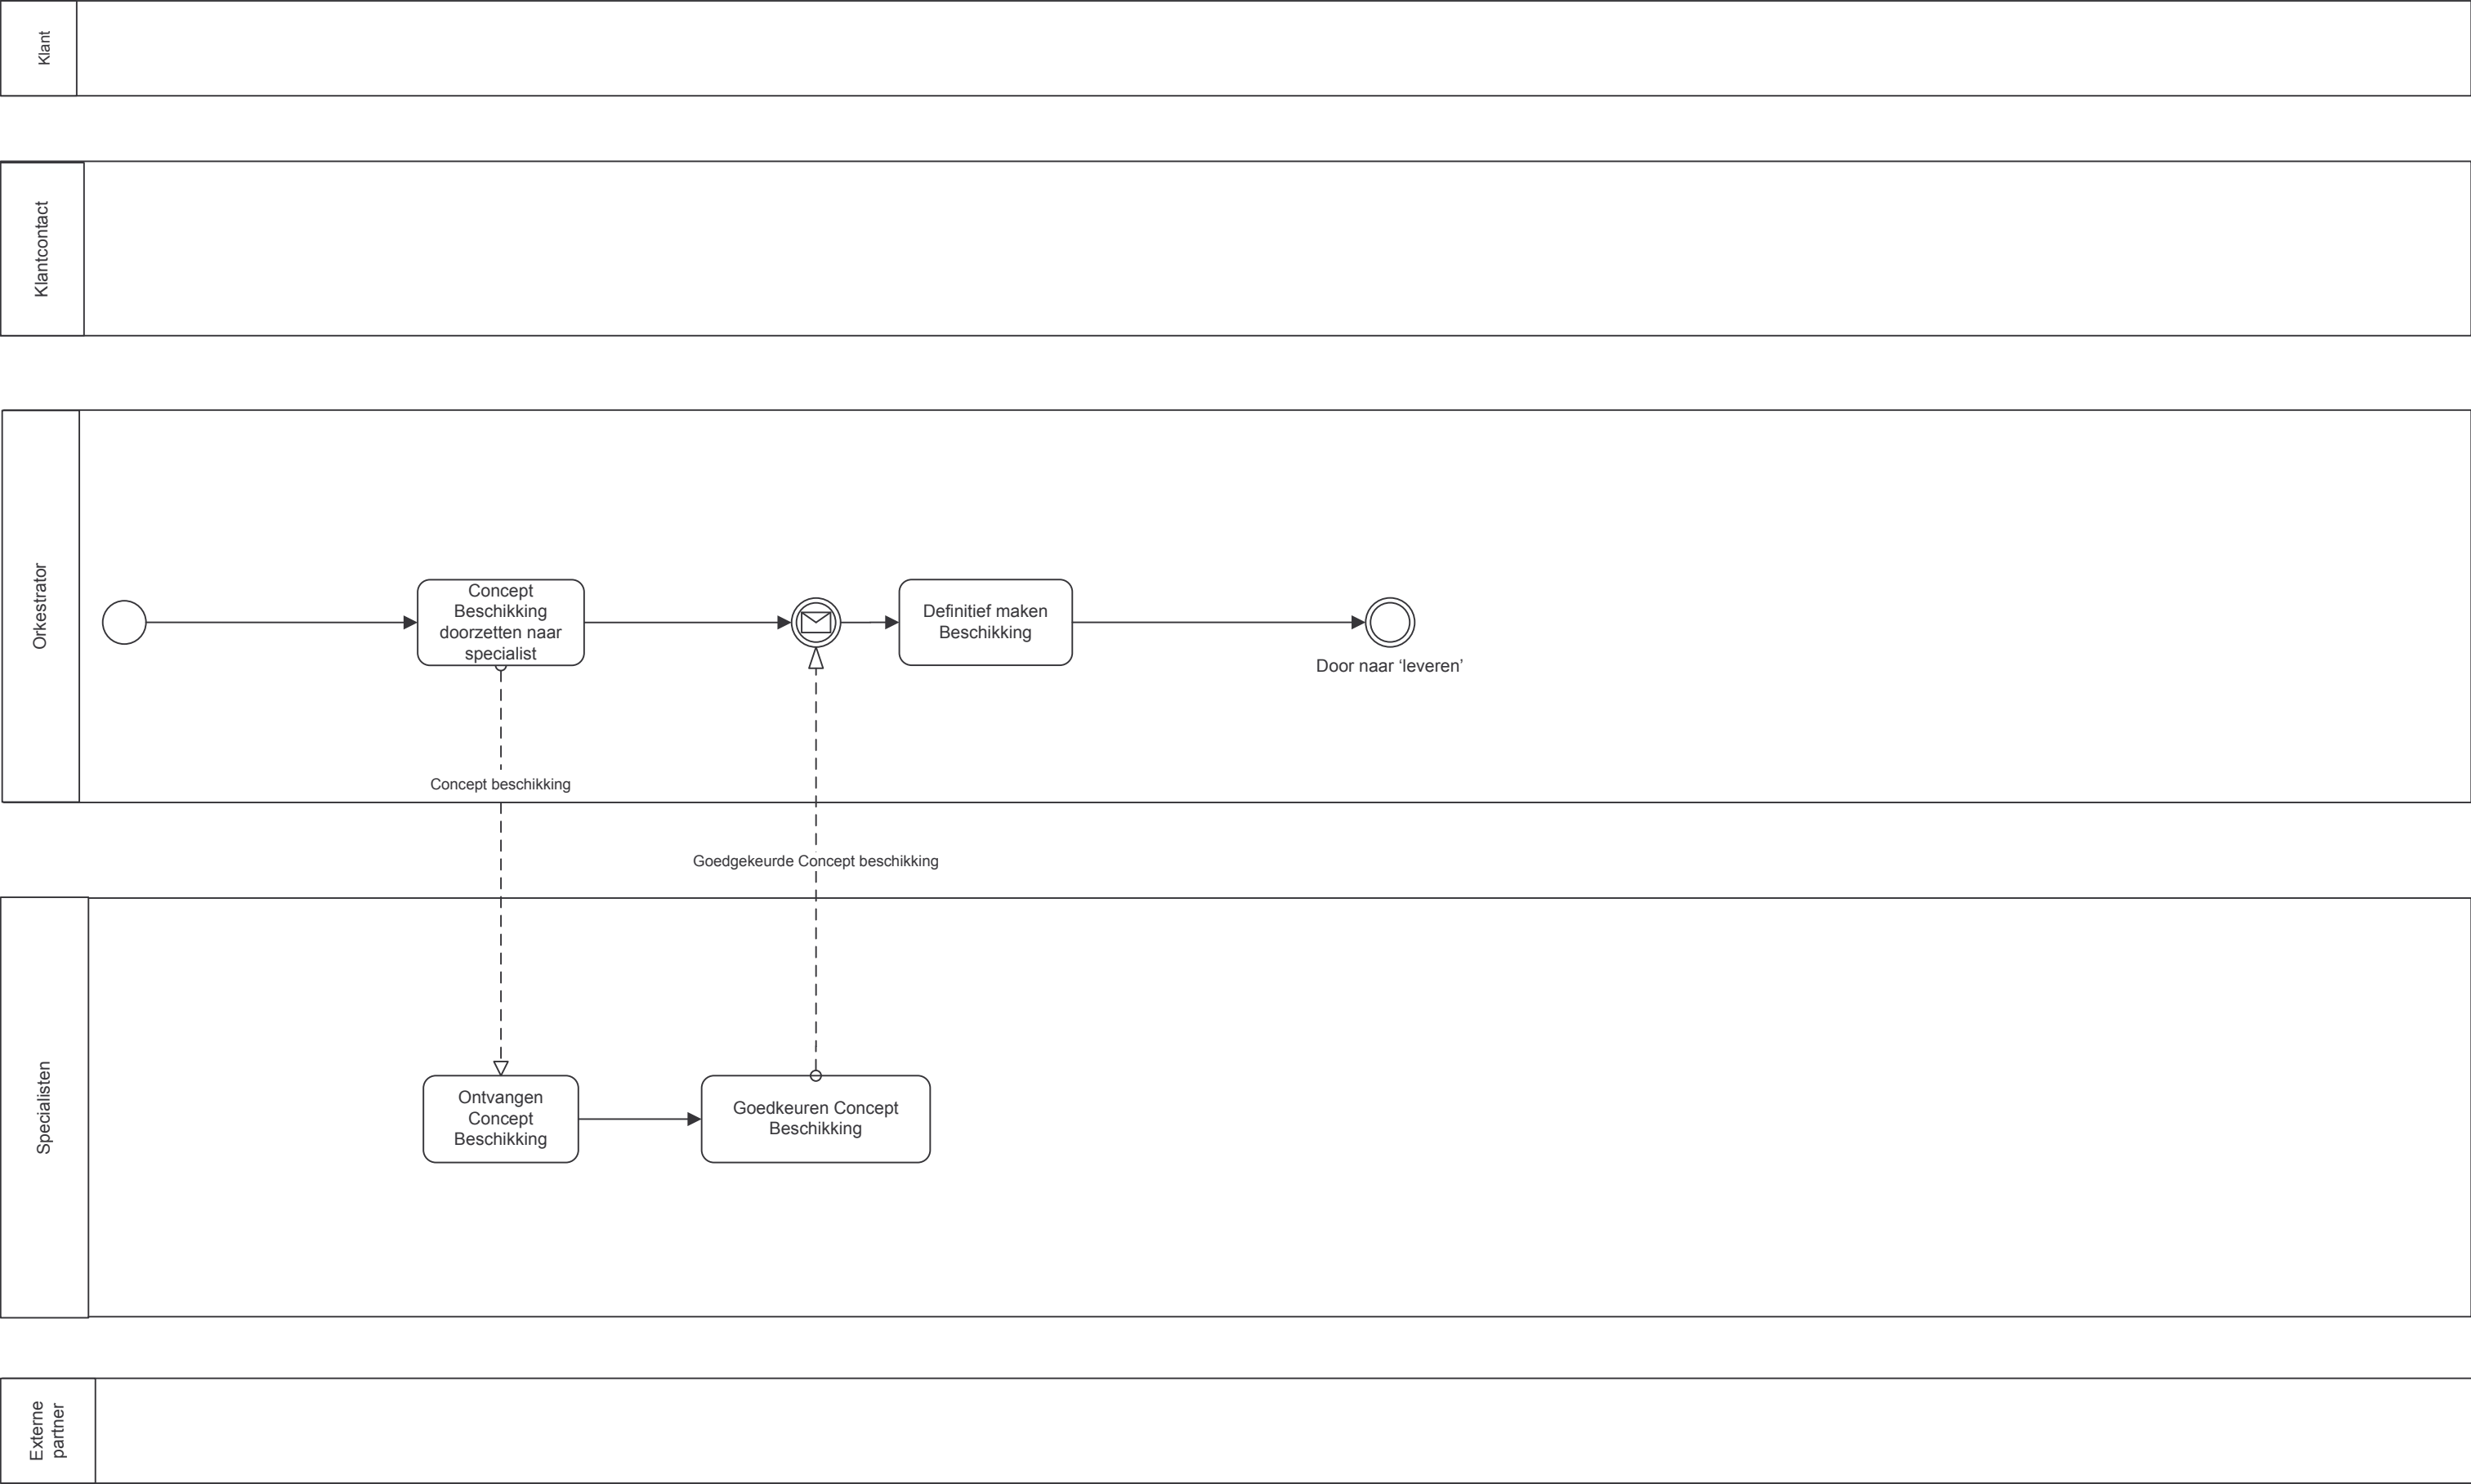 Klant
Klantcontact
Orkestrator
Concept
Beschikking
doorzetten naar
specialist
Definitief maken
Beschikking
Door naar ‘leveren’
Concept beschikking
Goedgekeurde Concept beschikking
Specialisten
Ontvangen
Concept
Beschikking
Goedkeuren Concept
Beschikking
Externe
partner